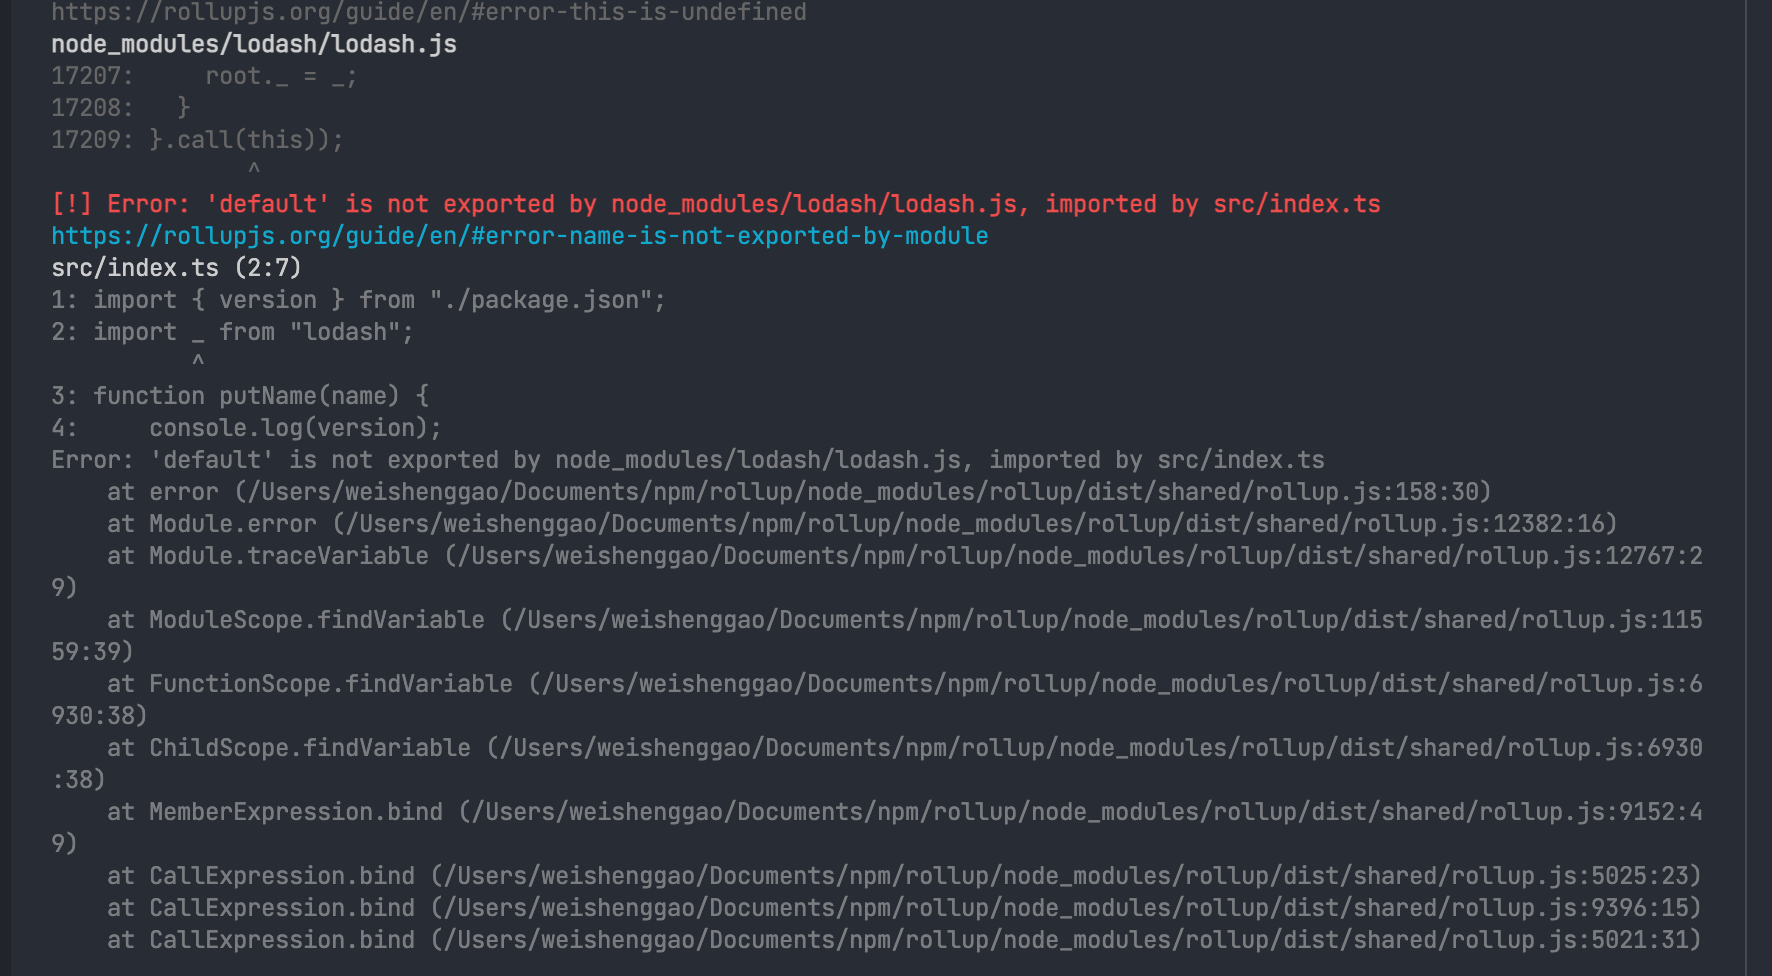 https://rollupjs.org/guide/en/#error-this-is-undefined
node_modules/lodash/lodash.js
17207:     root._ = _;
17208:   }
17209: }.call(this));
              ^
[!] Error: 'default' is not exported by node_modules/lodash/lodash.js, imported by src/index.ts
https://rollupjs.org/guide/en/#error-name-is-not-exported-by-module
src/index.ts (2:7)
1: import { version } from "./package.json";
2: import _ from "lodash";
          ^
3: function putName(name) {
4:     console.log(version);
Error: 'default' is not exported by node_modules/lodash/lodash.js, imported by src/index.ts
    at error (/Users/weishenggao/Documents/npm/rollup/node_modules/rollup/dist/shared/rollup.js:158:30)
    at Module.error (/Users/weishenggao/Documents/npm/rollup/node_modules/rollup/dist/shared/rollup.js:12382:16)
    at Module.traceVariable (/Users/weishenggao/Documents/npm/rollup/node_modules/rollup/dist/shared/rollup.js:12767:2
9)
    at ModuleScope.findVariable (/Users/weishenggao/Documents/npm/rollup/node_modules/rollup/dist/shared/rollup.js:115
59:39)
    at FunctionScope.findVariable (/Users/weishenggao/Documents/npm/rollup/node_modules/rollup/dist/shared/rollup.js:6
930:38)
    at ChildScope.findVariable (/Users/weishenggao/Documents/npm/rollup/node_modules/rollup/dist/shared/rollup.js:6930
:38)
    at MemberExpression.bind (/Users/weishenggao/Documents/npm/rollup/node_modules/rollup/dist/shared/rollup.js:9152:4
9)
    at CallExpression.bind (/Users/weishenggao/Documents/npm/rollup/node_modules/rollup/dist/shared/rollup.js:5025:23)
    at CallExpression.bind (/Users/weishenggao/Documents/npm/rollup/node_modules/rollup/dist/shared/rollup.js:9396:15)
    at CallExpression.bind (/Users/weishenggao/Documents/npm/rollup/node_modules/rollup/dist/shared/rollup.js:5021:31)